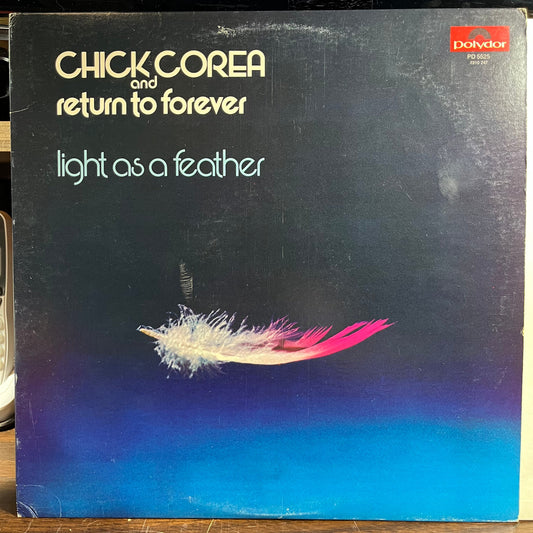 CHICK COREA
and
return to forever
light as a feather
polydor
PD 5525